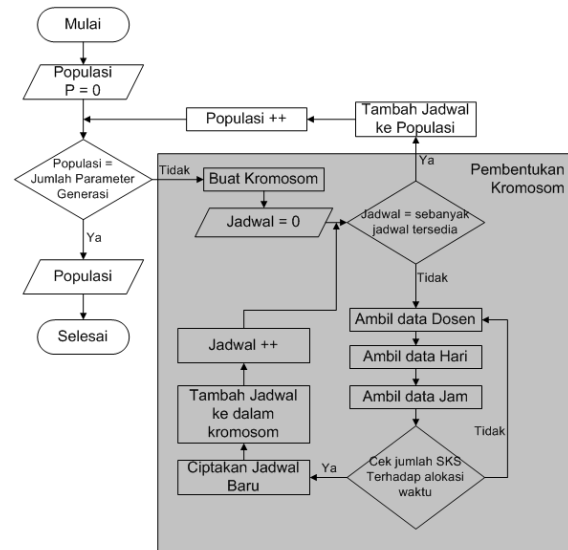 Mulai
Populasi
P = 0
Populasi ++
Tambah Jadwal
ke Populasi
Populasi =
Jumlah Parameter
Generasi
Tidak
Ya
Buat Kromosom
Jadwal = 0
Ya
Pembentukan
Kromosom
Jadwal = sebanyak
jadwal tersedia
Tidak
Populasi
Selesai
Ambil data Dosen
Ambil data Hari
Ambil data Jam
Tidak
Cek jumlah SKS
Terhadap alokasi
waktu
Ya
Ciptakan Jadwal
Baru
Tambah Jadwal
ke dalam
kromosom
Jadwal ++